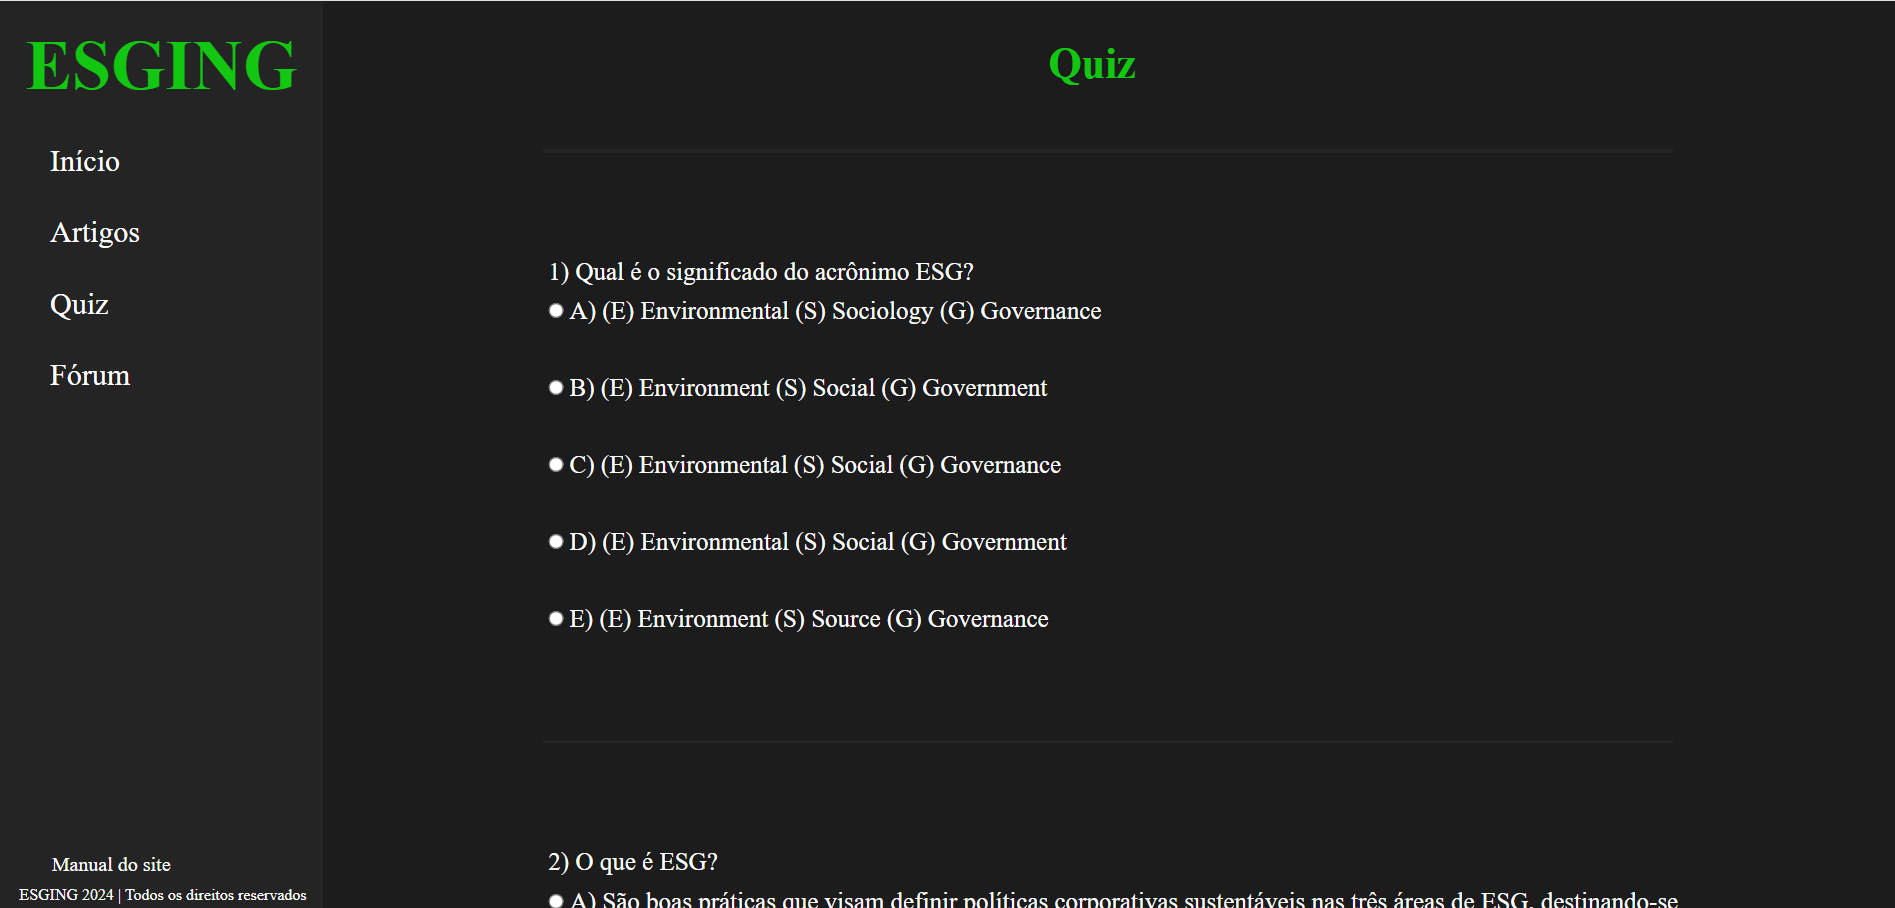 ESGING
Início
Artigos
Quiz
Fórum
Manual do site
ESGING 2024 | Todos os direitos reservados
Quiz
1) Qual é o significado do acrônimo ESG?
A) (E) Environmental (S) Sociology (G) Governance
B) (E) Environment (S) Social (G) Government
C) (E) Environmental (S) Social (G) Governance
D) (E) Environmental (S) Social (G) Government
E) (E) Environment (S) Source (G) Governance
2) O que é ESG?
A) São boas práticas que visam definir políticas corporativas sustentáveis nas três áreas de ESG, destinando-se